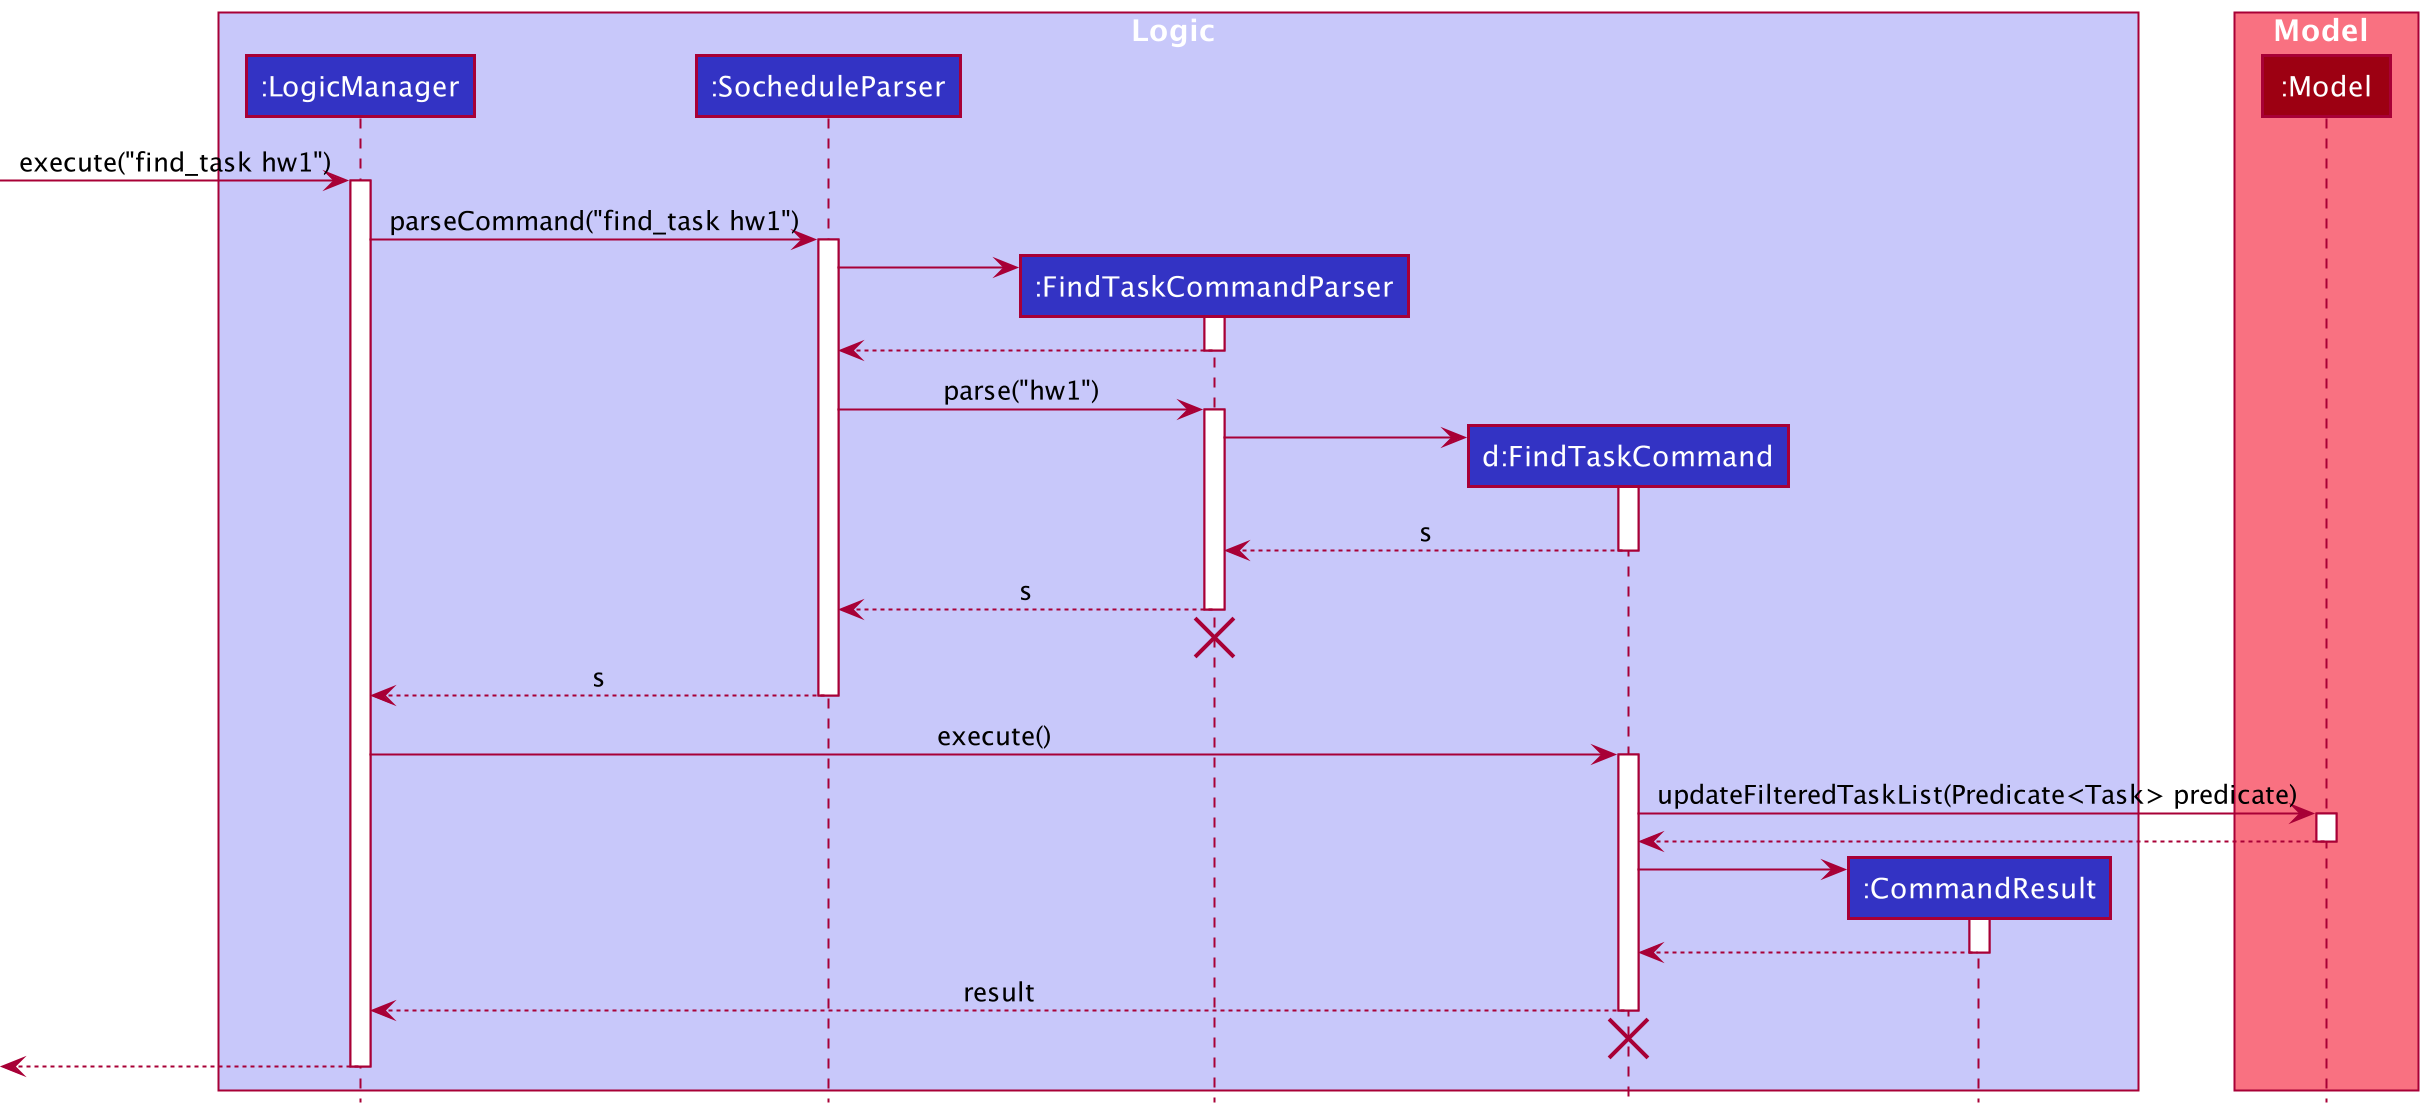 Logic
Model
:LogicManager
:SocheduleParser
:Model
execute("find_task hw1")
parseCommand("find_task hw1")
:FindTaskCommandParser
parse("hw1")
d:FindTaskCommand
s
s
s
execute()
updateFilteredTaskList(Predicate<Task> predicate)
:CommandResult
result